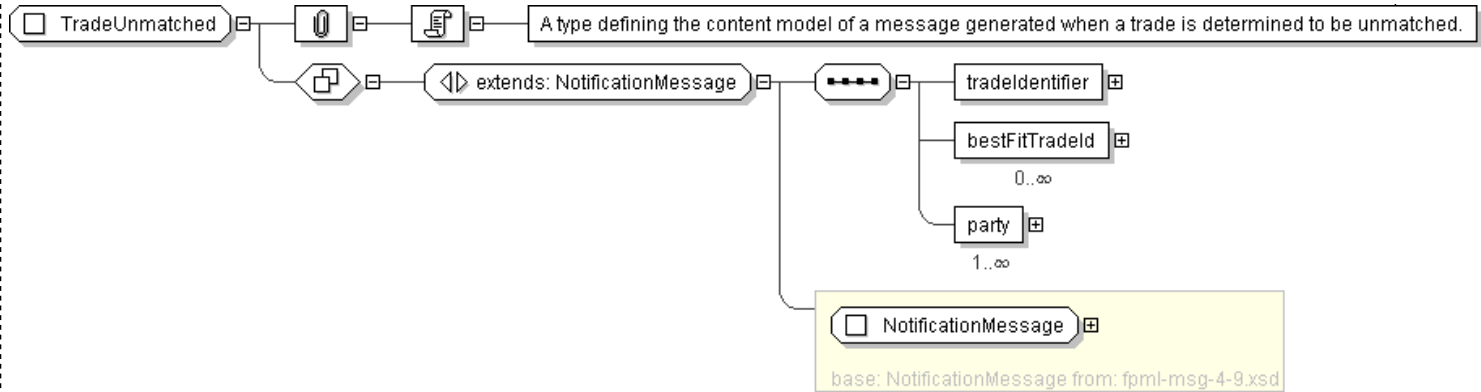 TradeUnmatched
A type defining the content model of a message generated when a trade is determined to be unmatched.
extends: NotificationMessage
tradeIdentifier
bestFitTradeId
0..∞
party
1..∞
NotificationMessage
base: NotificationMessage from: fpml-msg-4-9.xsd